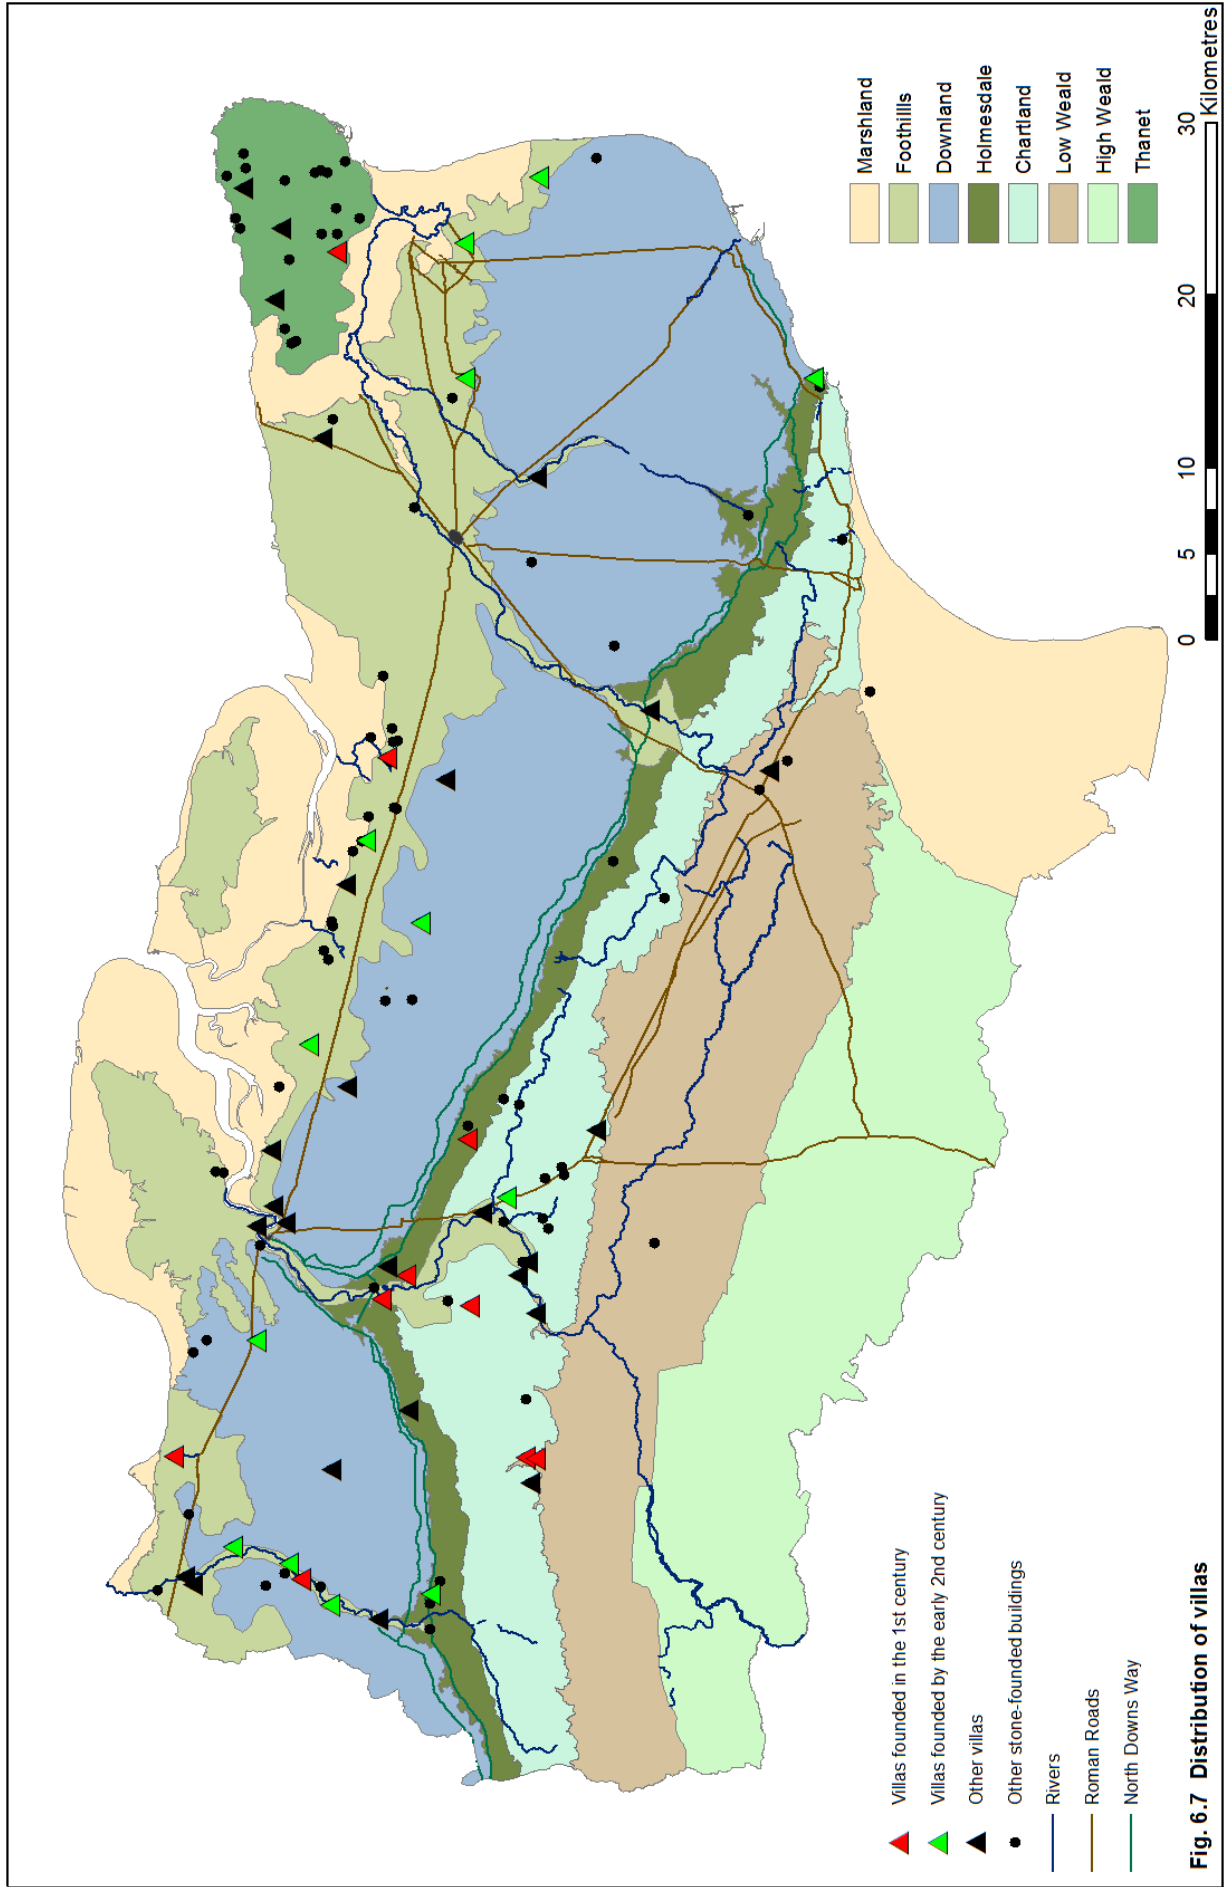 Marshland
Foothillls
Downland
Holmesdale
Chartland
Low Weald
High Weald
Thanet
0 5 10 20 30
Kilometres
Villas founded in the 1st century
Villas founded by the early 2nd century
Other villas
Other stone-founded buildings
Rivers
Roman Roads
North Downs Way
Fig. 6.7 Distribution of villas